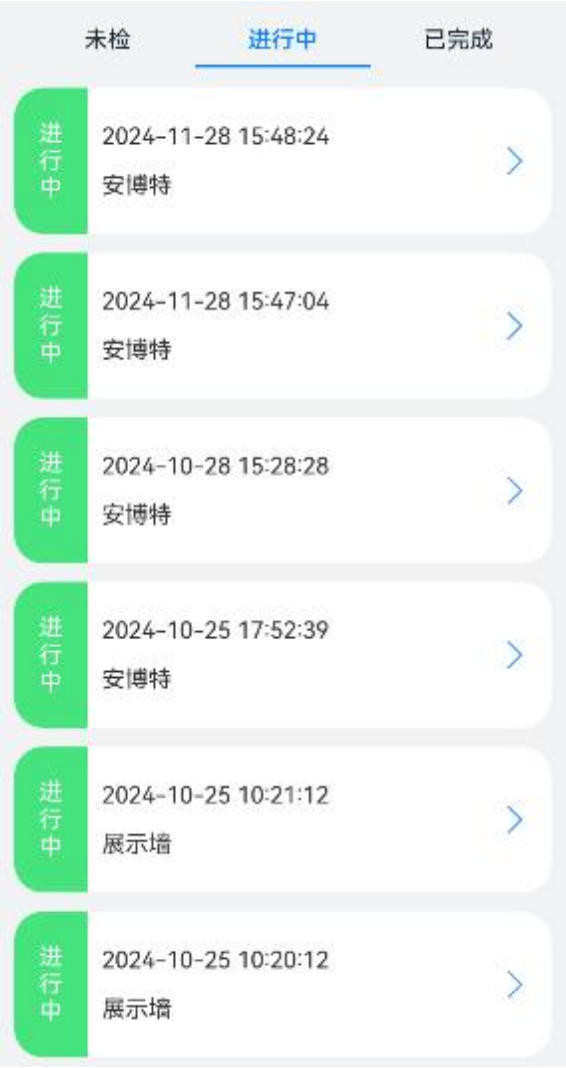 未检
进行中
已完成
进行中
2024-11-28 15:48:24
安博特
进行中
2024-11-28 15:47:04
安博特
进行中
2024-10-28 15:28:28
安博特
进行中
2024-10-25 17:52:39
安博特
进行中
2024-10-25 10:21:12
展示墙
进行中
2024-10-25 10:20:12
展示墙